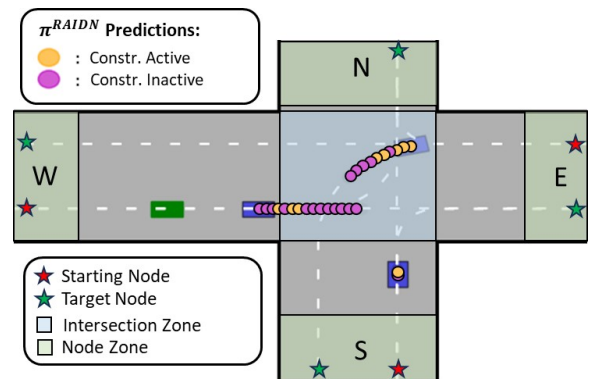 π^RAIDN Predictions:
: Constr. Active
: Constr. Inactive
N
W
E
S
Starting Node
Target Node
Intersection Zone
Node Zone